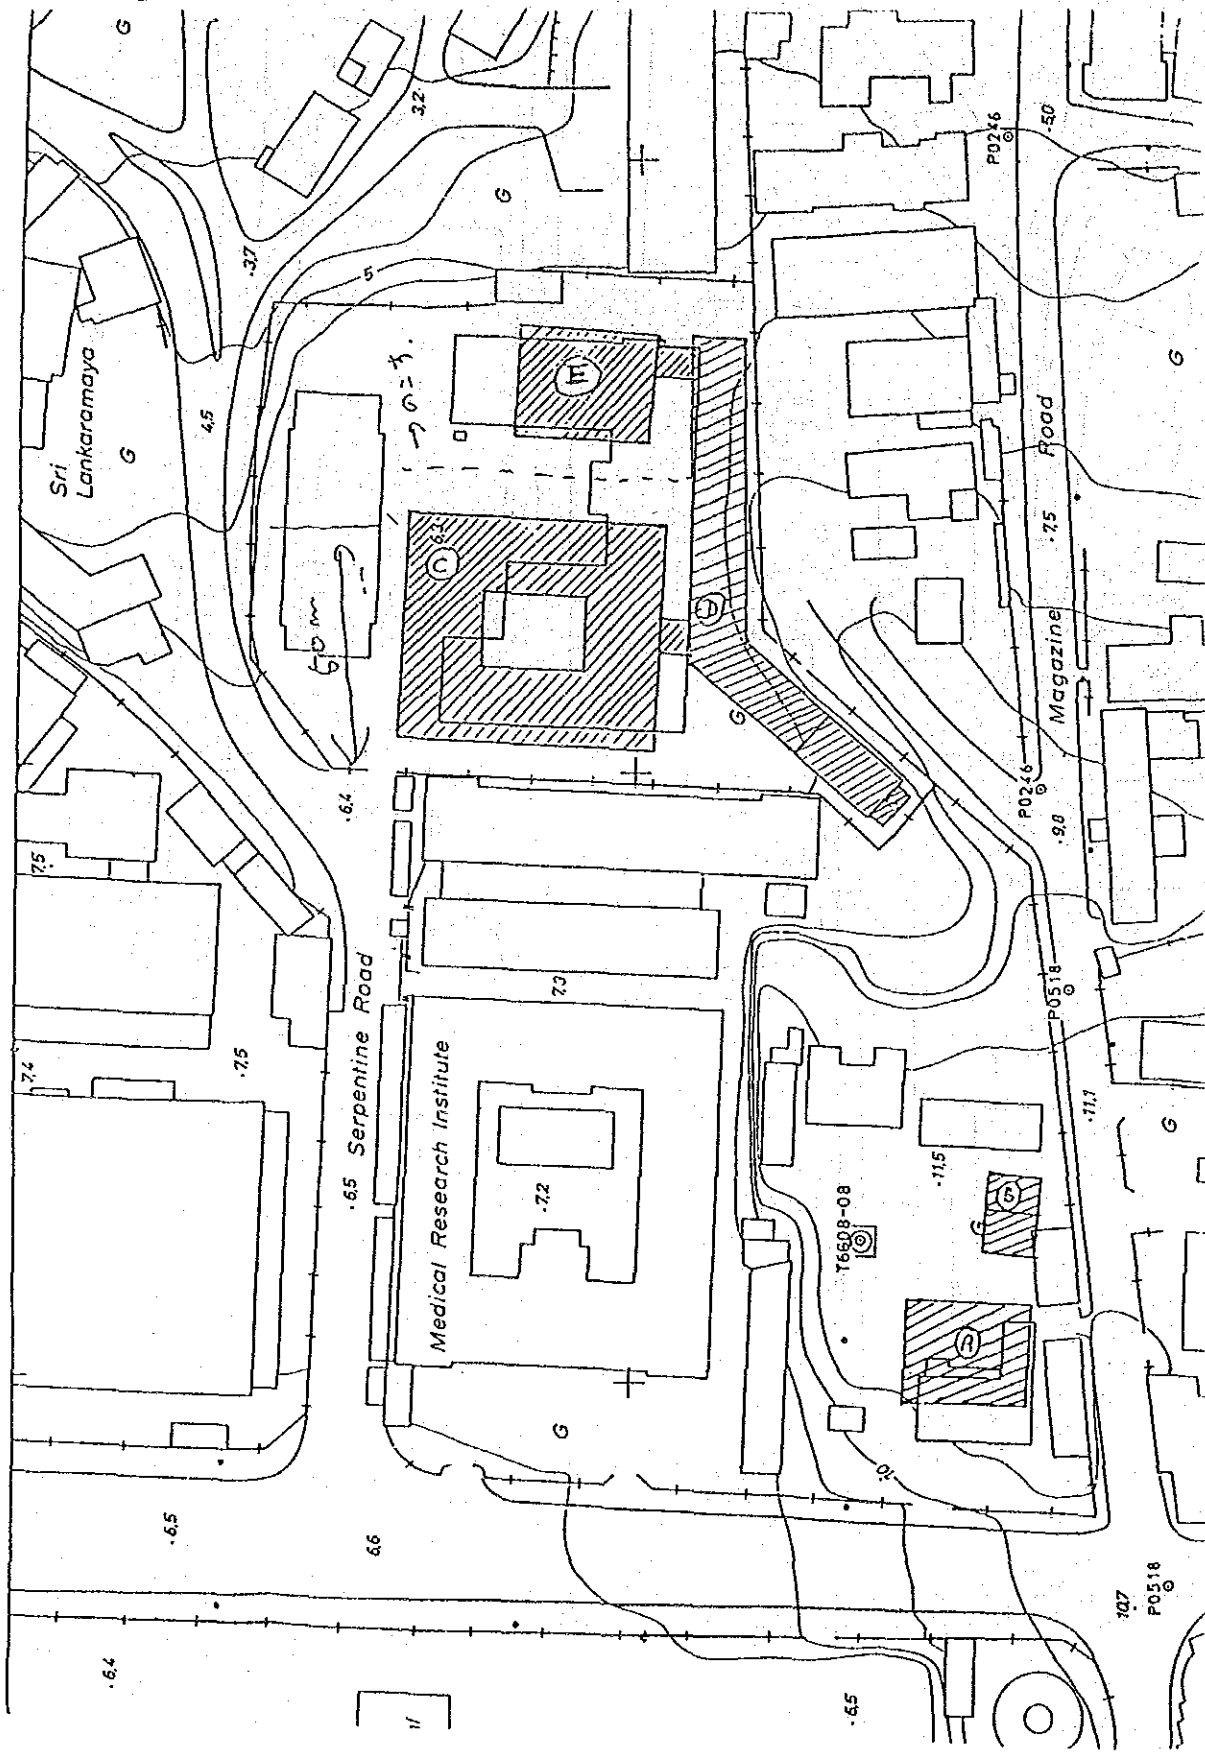 G
Sri
Lankaramaya
G
3,2
.3,7
5
4,5
G
50m
C
6,3
E
D
G
.6,4
7,5
7,4
.7,5
Serpentine Road
.6,5
Medical Research Institute
7,3
.7,2
G
.6,5
6,6
.6,4
P0246
.5,0
G
Magazine Road
.7,5
P0246
.9,8
P0518
.11,1
G
.11,5
B
G
T6608-08
A
10
10,7
P0518
.6,5